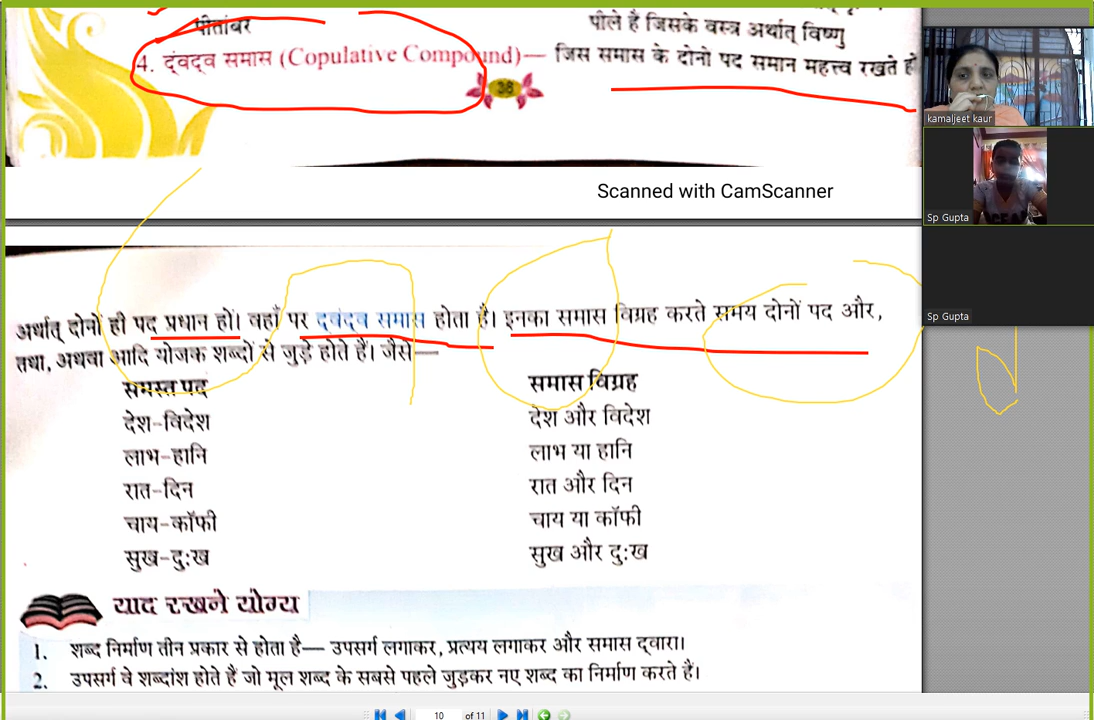 पीतांबर
पीले है जिसके वस्त्र अर्थात् विष्णु
4. द्वंद्व समास (Copulative Compound)— जिस समास के दोनो पद समान महत्त्व रखते हो
36
kamaljeet kaur
Scanned with CamScanner
Sp Gupta
Sp Gupta
अर्थात् दोनों ही पद प्रधान हों। वहाँ पर द्वंद्व समास होता है। इनका समास विग्रह करते समय दोनों पद और,
तथा, अथवा आदि योजक शब्दों से जुड़े होते हैं। जैसे—
समस्त पद समास विग्रह
देश-विदेश देश और विदेश
लाभ-हानि लाभ या हानि
रात-दिन रात और दिन
चाय-कॉफी चाय या कॉफी
सुख-दुःख सुख और दुःख
याद रखने योग्य
1. शब्द निर्माण तीन प्रकार से होता है— उपसर्ग लगाकर, प्रत्यय लगाकर और समास द्वारा।
2. उपसर्ग वे शब्दांश होते हैं जो मूल शब्द के सबसे पहले जुड़कर नए शब्द का निर्माण करते हैं।
10 of 11